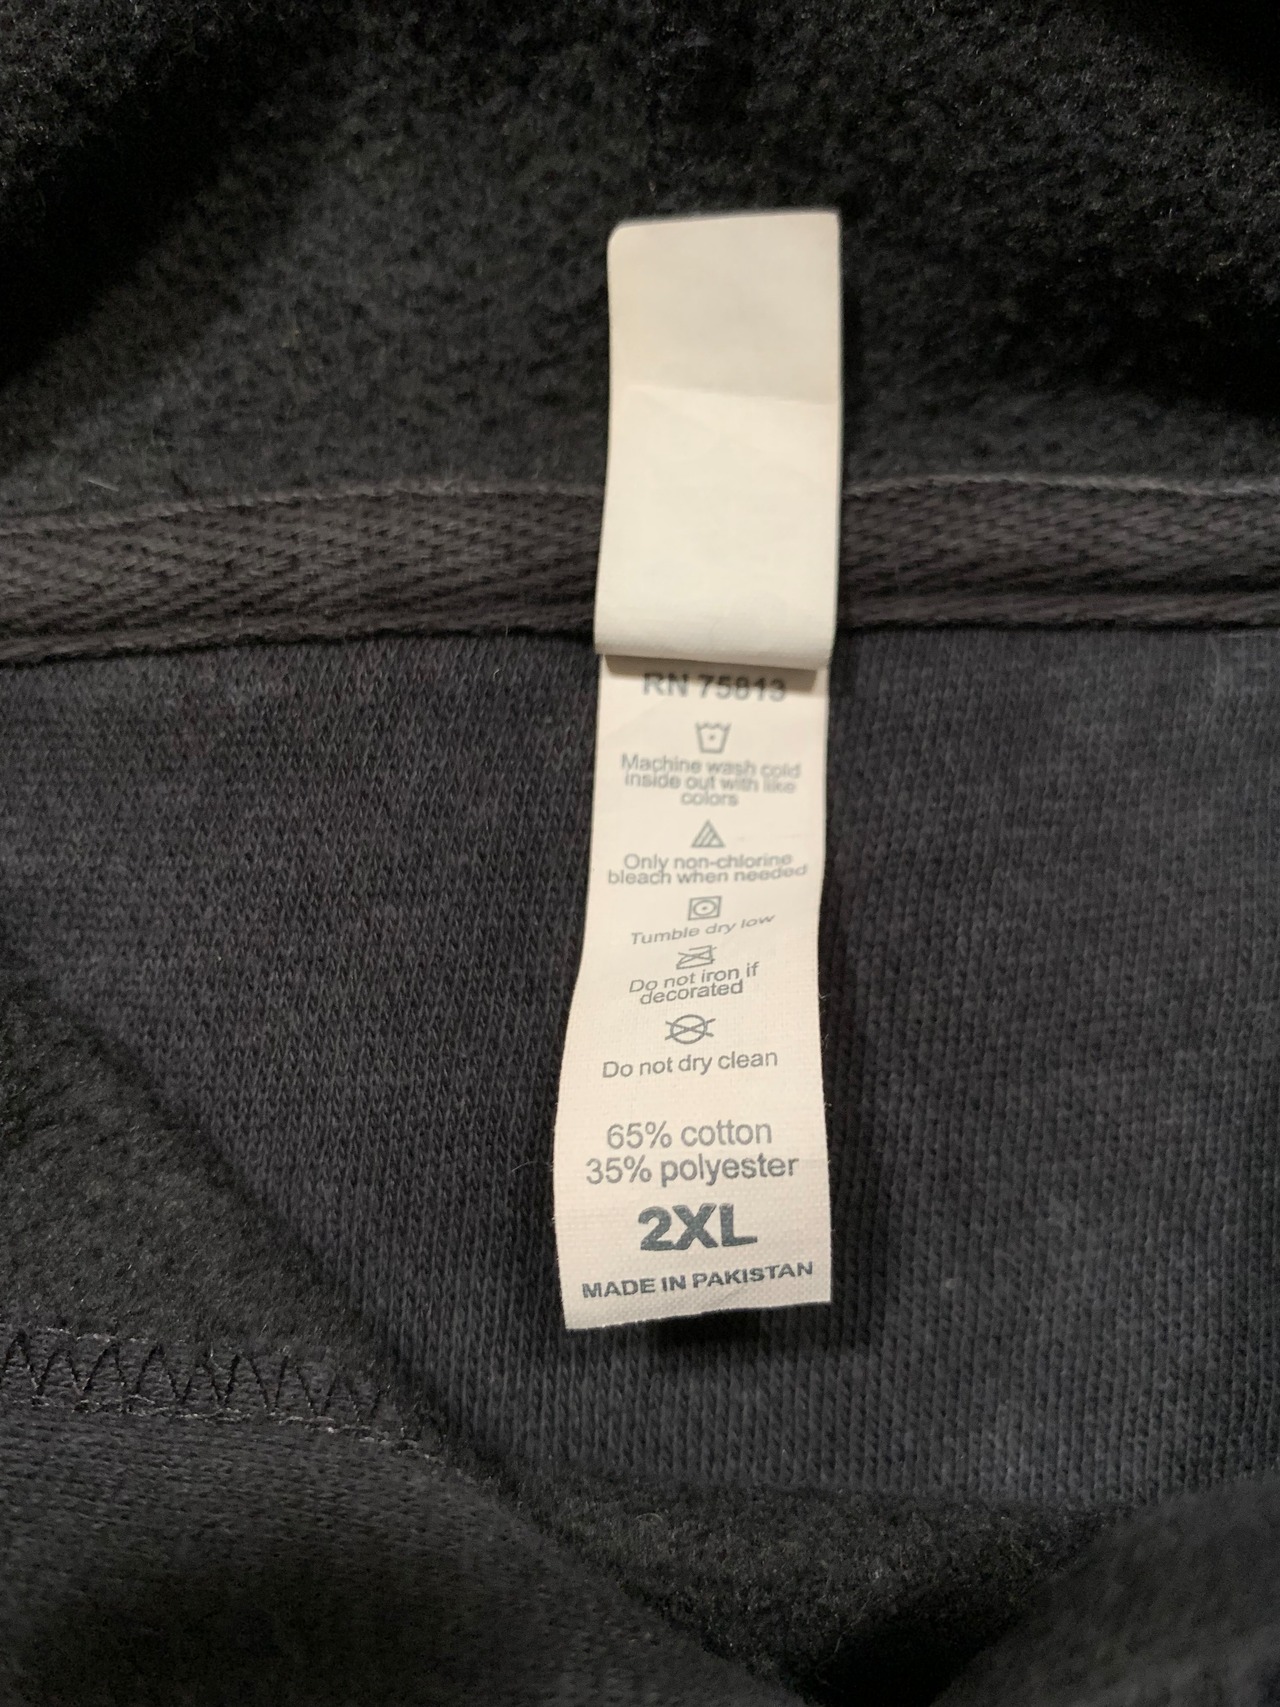 RN 75813
Machine wash cold
inside out with like
colors
Only non-chlorine
bleach when needed
Tumble dry low
Do not iron if
decorated
Do not dry clean
65% cotton
35% polyester
2XL
MADE IN PAKISTAN